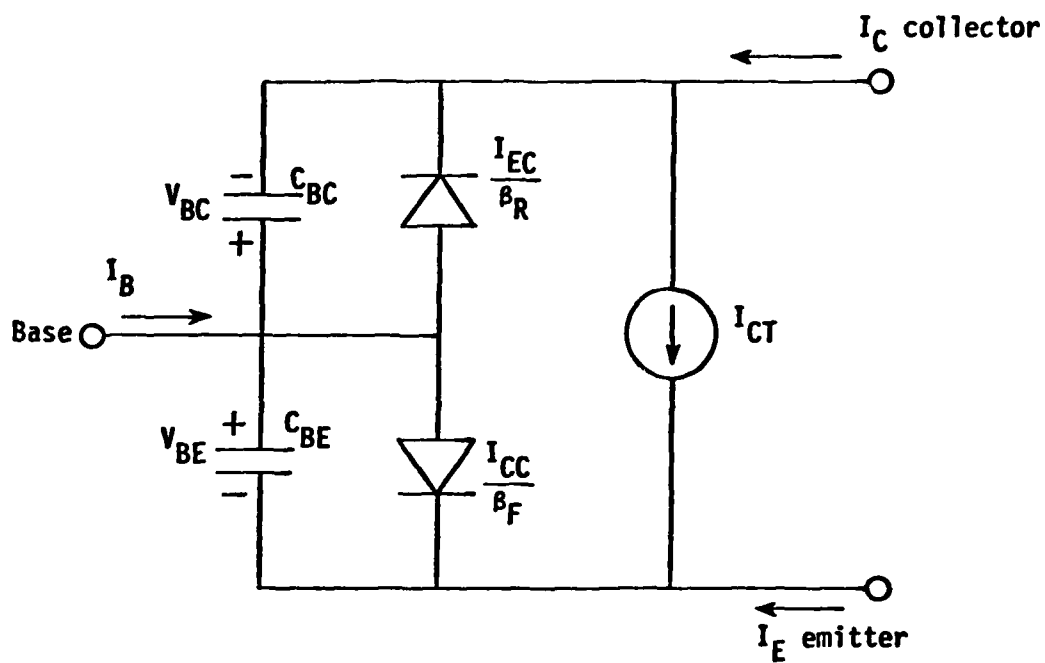 I_C collector
I_EC
β_R
-
C_BC
V_BC
+
I_B
Base
I_CT
+
C_BE
V_BE
-
I_CC
β_F
I_E emitter